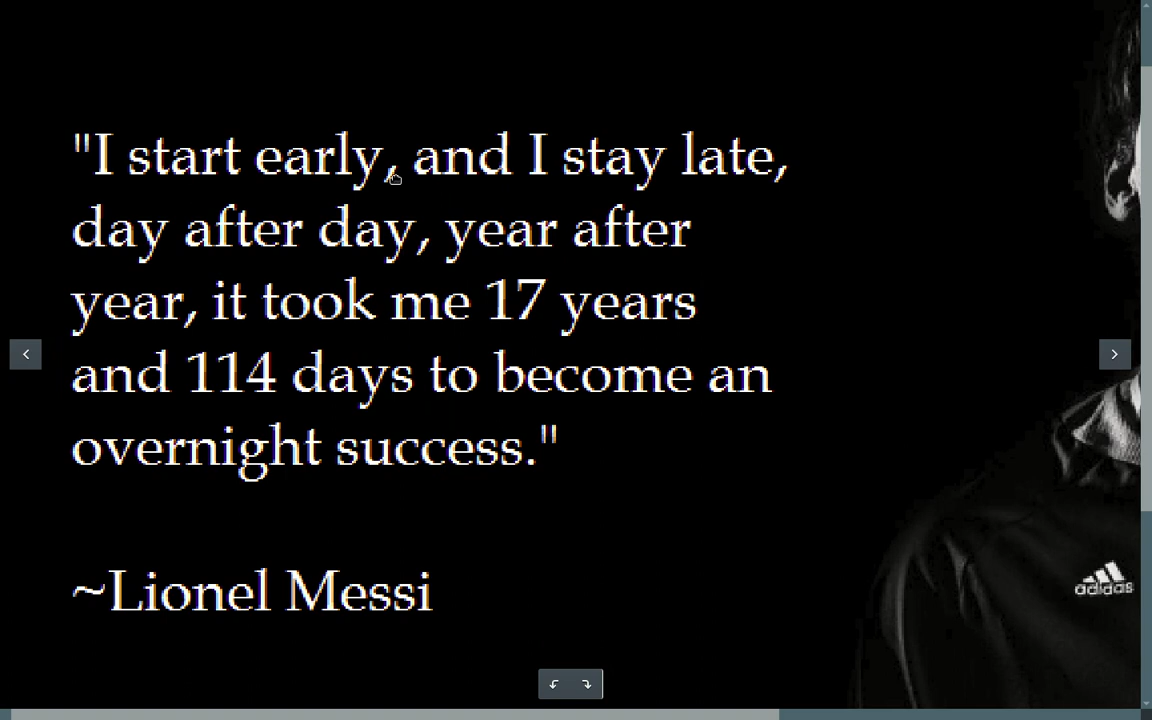 "I start early, and I stay late,
day after day, year after
year, it took me 17 years
and 114 days to become an
overnight success."
~Lionel Messi
adidas